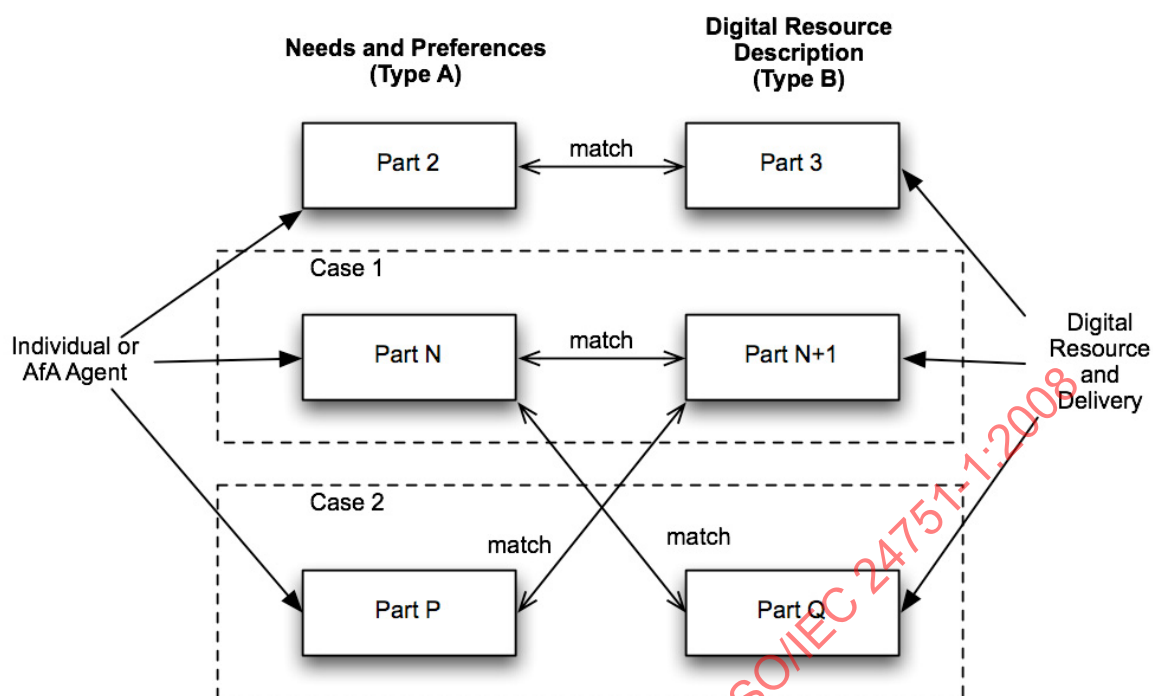 Needs and Preferences
(Type A)
Digital Resource
Description
(Type B)
Part 2
match
Part 3
Case 1
Part N
match
Part N+1
Individual or
AfA Agent
Digital
Resource
and
Delivery
Case 2
match
match
Part P
Part Q
SO/IEC 24751-1:2008